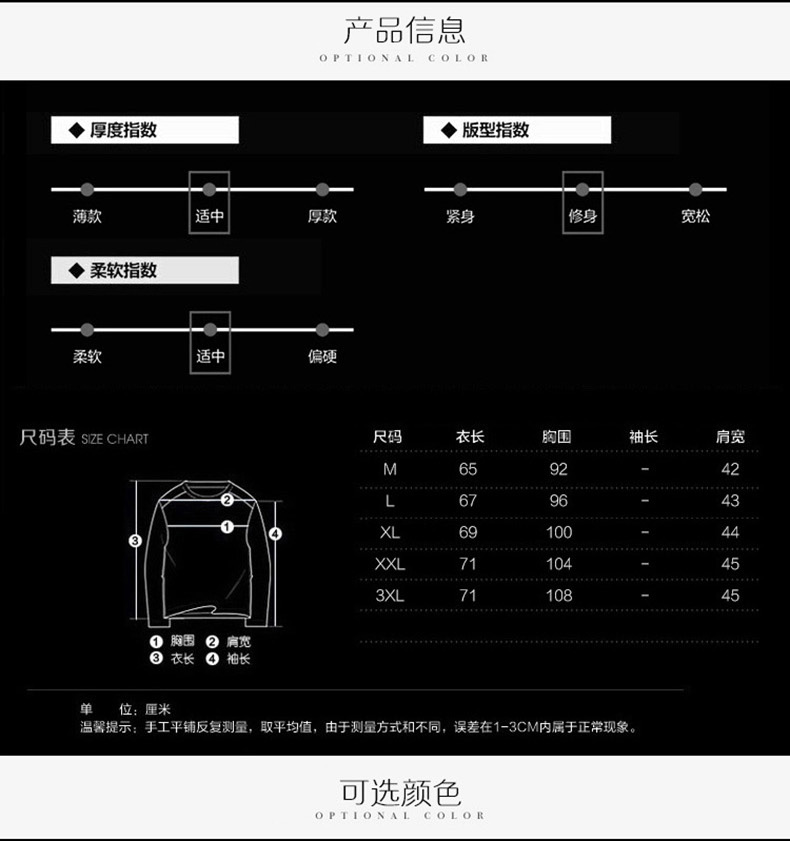 产品信息
OPTIONAL COLOR
◆ 厚度指数
◆ 版型指数
薄款 适中 厚款
紧身 修身 宽松
◆ 柔软指数
柔软 适中 偏硬
尺码表 SIZE CHART
尺码 衣长 胸围 袖长 肩宽
M 65 92 - 42
L 67 96 - 43
XL 69 100 - 44
XXL 71 104 - 45
3XL 71 108 - 45
2
1
3
4
1 胸围 2 肩宽
3 衣长 4 袖长
单 位：厘米
温馨提示：手工平铺反复测量，取平均值，由于测量方式和不同，误差在1-3CM内属于正常现象。
可选颜色
OPTIONAL COLOR